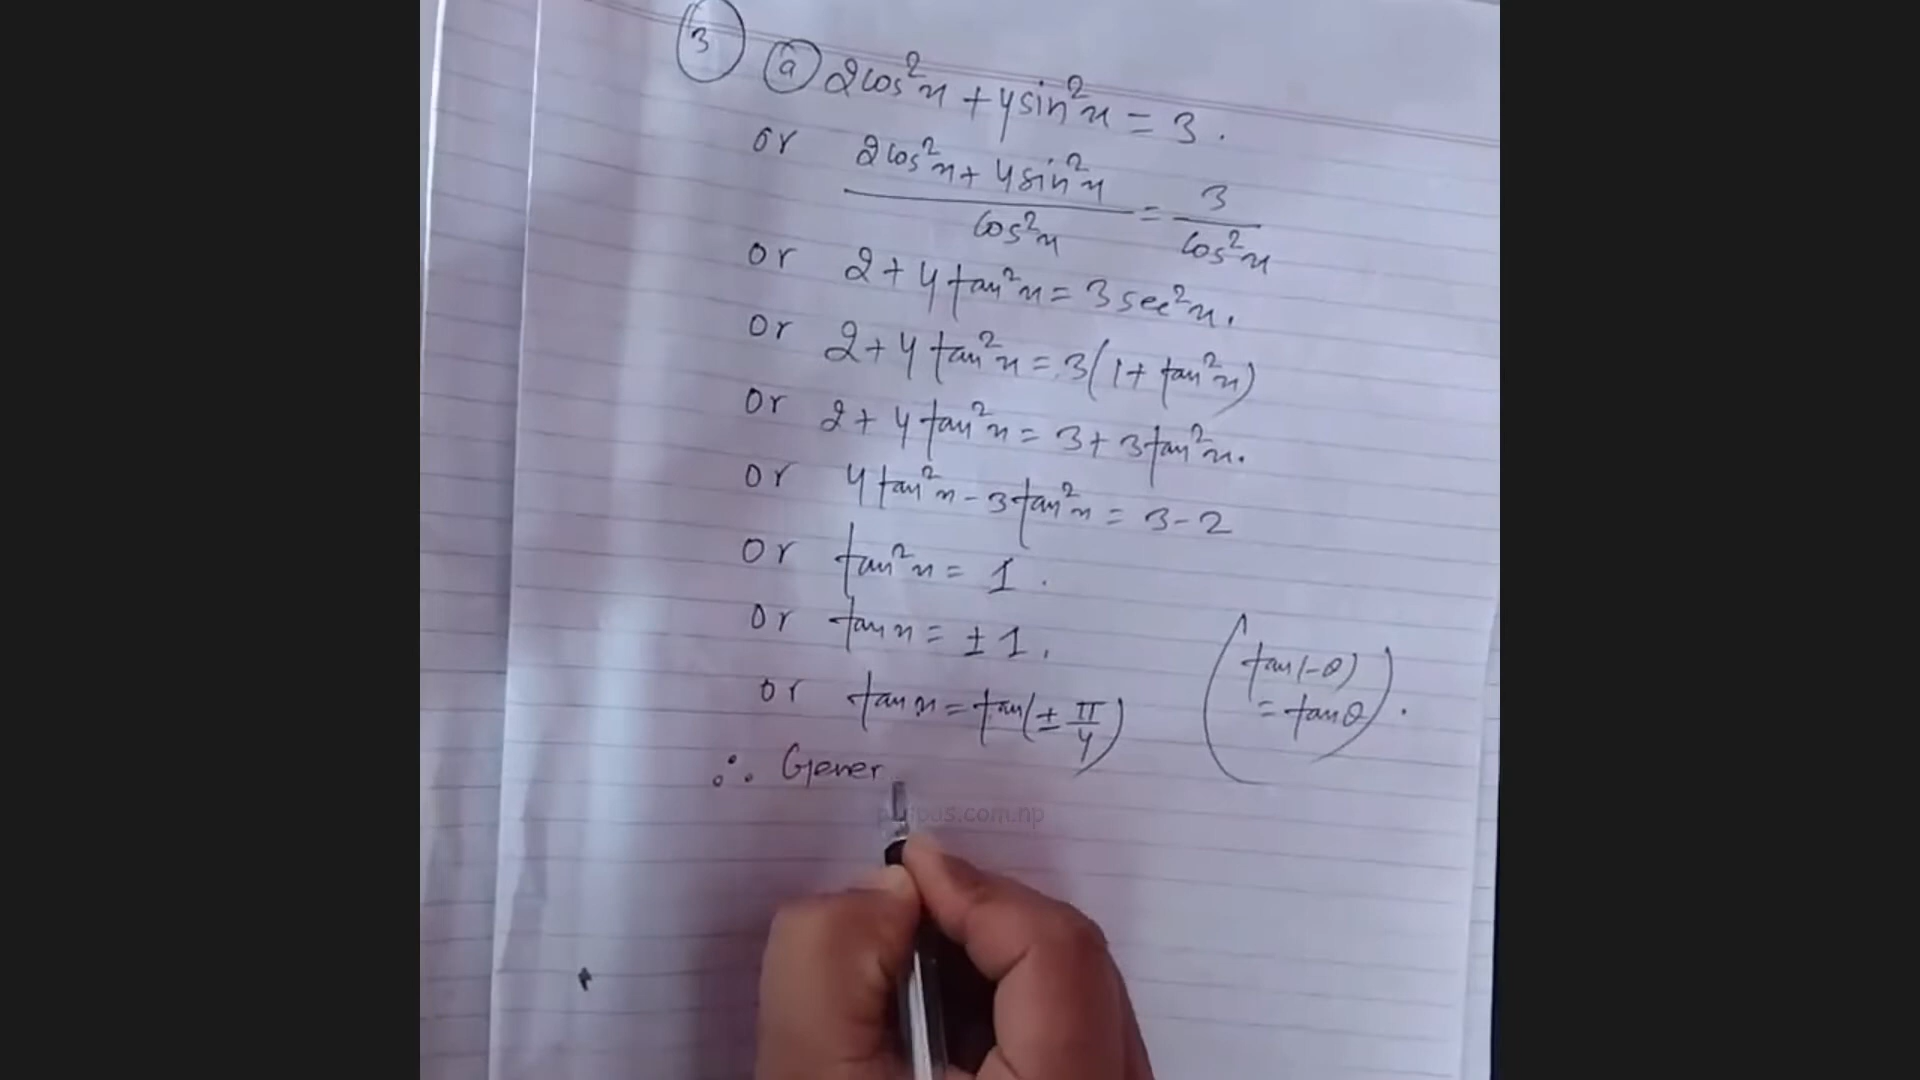 3 a 2cos²x + 4sin²x = 3.
or (2cos²x + 4sin²x)/cos²x = 3/cos²x
or 2 + 4tan²x = 3sec²x.
or 2 + 4tan²x = 3(1 + tan²x)
or 2 + 4tan²x = 3 + 3tan²x.
or 4tan²x - 3tan²x = 3 - 2
or tan²x = 1.
or tan x = ±1.
or tan x = tan(±π/4)
(tan(-θ)
= tanθ).
∴ Gener